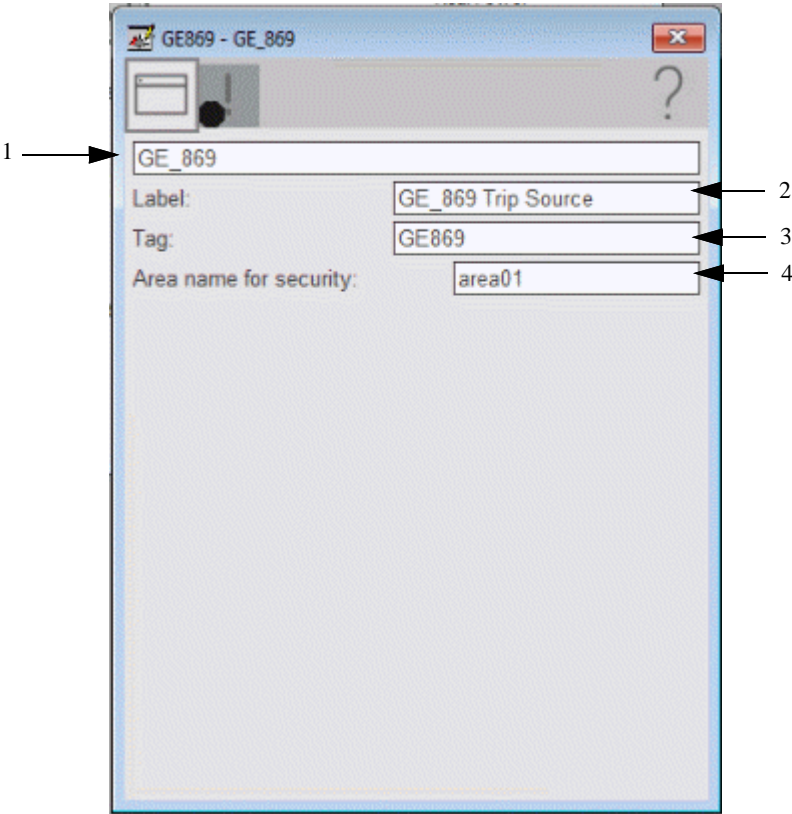 GE869 - GE_869
?
1 GE_869
Label: GE_869 Trip Source 2
Tag: GE869 3
Area name for security: area01 4